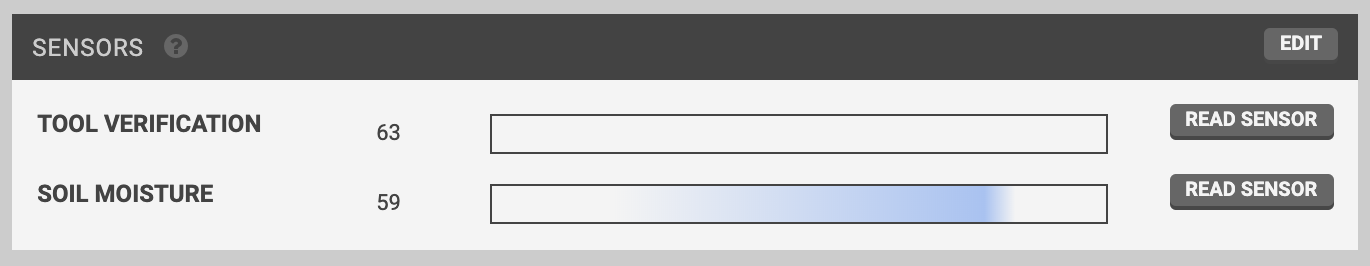 SENSORS ? EDIT
TOOL VERIFICATION 63 READ SENSOR
SOIL MOISTURE 59 READ SENSOR